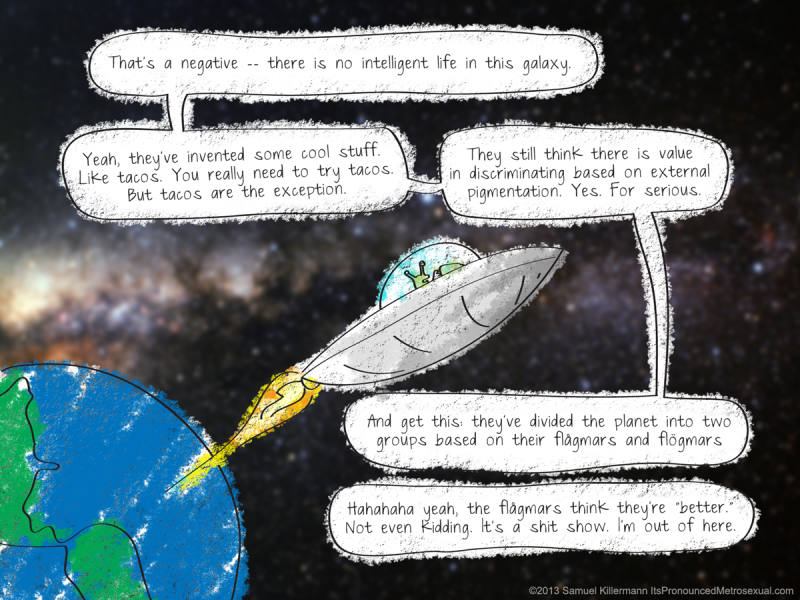 That's a negative -- there is no intelligent life in this galaxy.
Yeah, they've invented some cool stuff.
Like tacos. You really need to try tacos.
But tacos are the exception.
They still think there is value
in discriminating based on external
pigmentation. Yes. For serious.
And get this: they've divided the planet into two
groups based on their flågmars and flögmars
Hahahaha yeah, the flågmars think they're "better."
Not even kidding. It's a shit show. I'm out of here.
©2013 Samuel Killermann ItsPronouncedMetrosexual.com